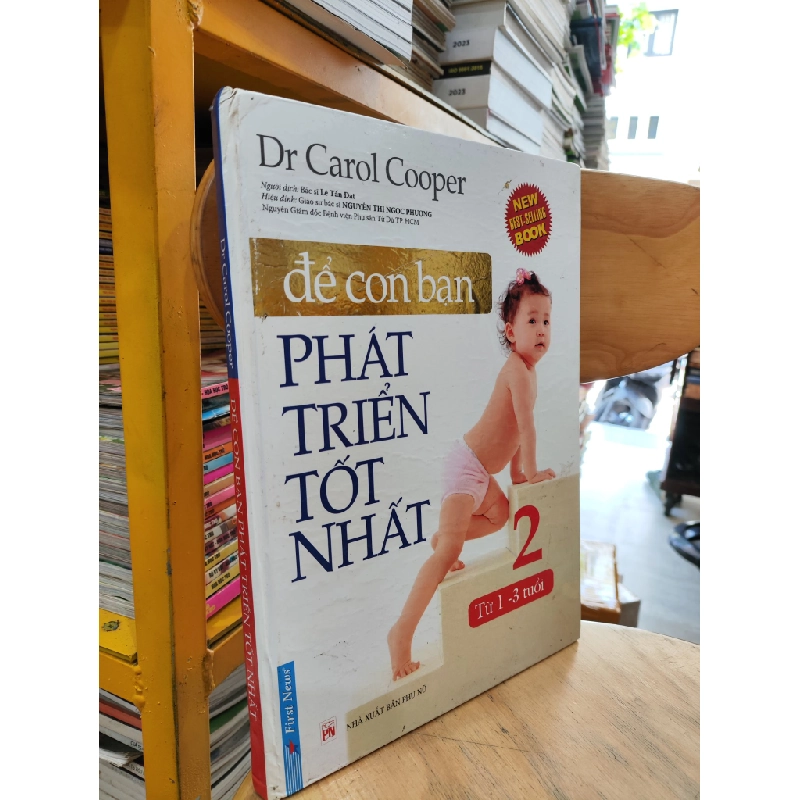 Dr Carol Cooper
Người dịch: Bác sĩ Lê Tấn Đạt
Hiệu đính: Giáo sư bác sĩ NGUYỄN THỊ NGỌC PHƯỢNG
Nguyên Giám đốc Bệnh viện Phụ sản Từ Dũ TP. HCM
NEW
BEST-SELLING
BOOK
để con bạn
PHÁT
TRIỂN
TỐT
NHẤT
2
Từ 1 - 3 tuổi
First News
PN
NHÀ XUẤT BẢN PHỤ NỮ
Dr Carol Cooper ĐỂ CON BẠN PHÁT TRIỂN TỐT NHẤT
2023
2023